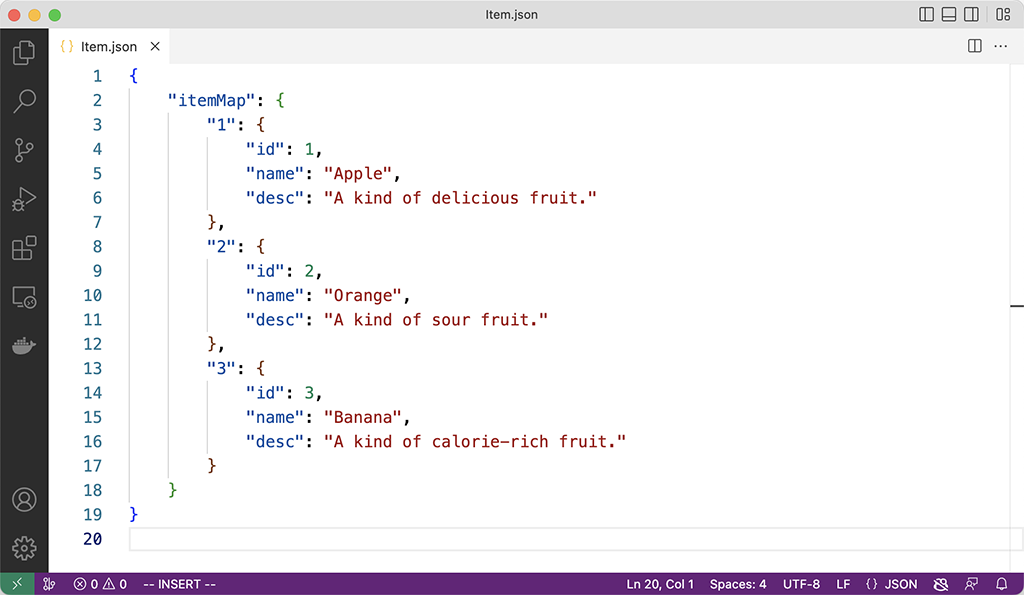 Item.json
{} Item.json
1 {
2     "itemMap": {
3         "1": {
4             "id": 1,
5             "name": "Apple",
6             "desc": "A kind of delicious fruit."
7         },
8         "2": {
9             "id": 2,
10             "name": "Orange",
11             "desc": "A kind of sour fruit."
12         },
13         "3": {
14             "id": 3,
15             "name": "Banana",
16             "desc": "A kind of calorie-rich fruit."
17         }
18     }
19 }
20
0 0 -- INSERT -- Ln 20, Col 1 Spaces: 4 UTF-8 LF {} JSON